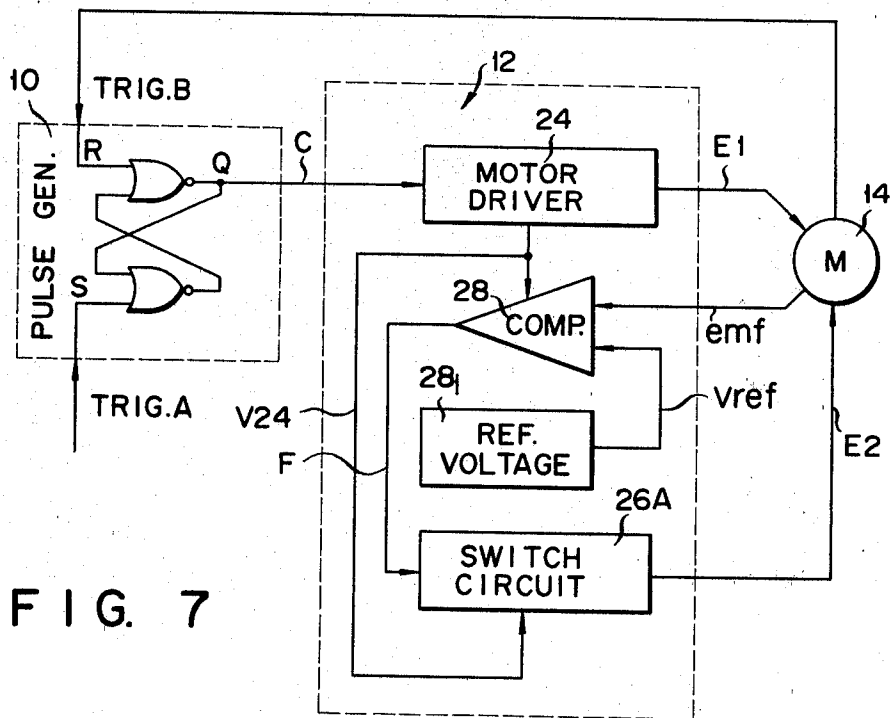 10
TRIG.B
12
PULSE GEN.
R
Q
C
24
MOTOR
DRIVER
E1
14
M
S
28
COMP.
emf
TRIG.A
V24
28₁
REF.
VOLTAGE
Vref
E2
F
26A
SWITCH
CIRCUIT
FIG. 7